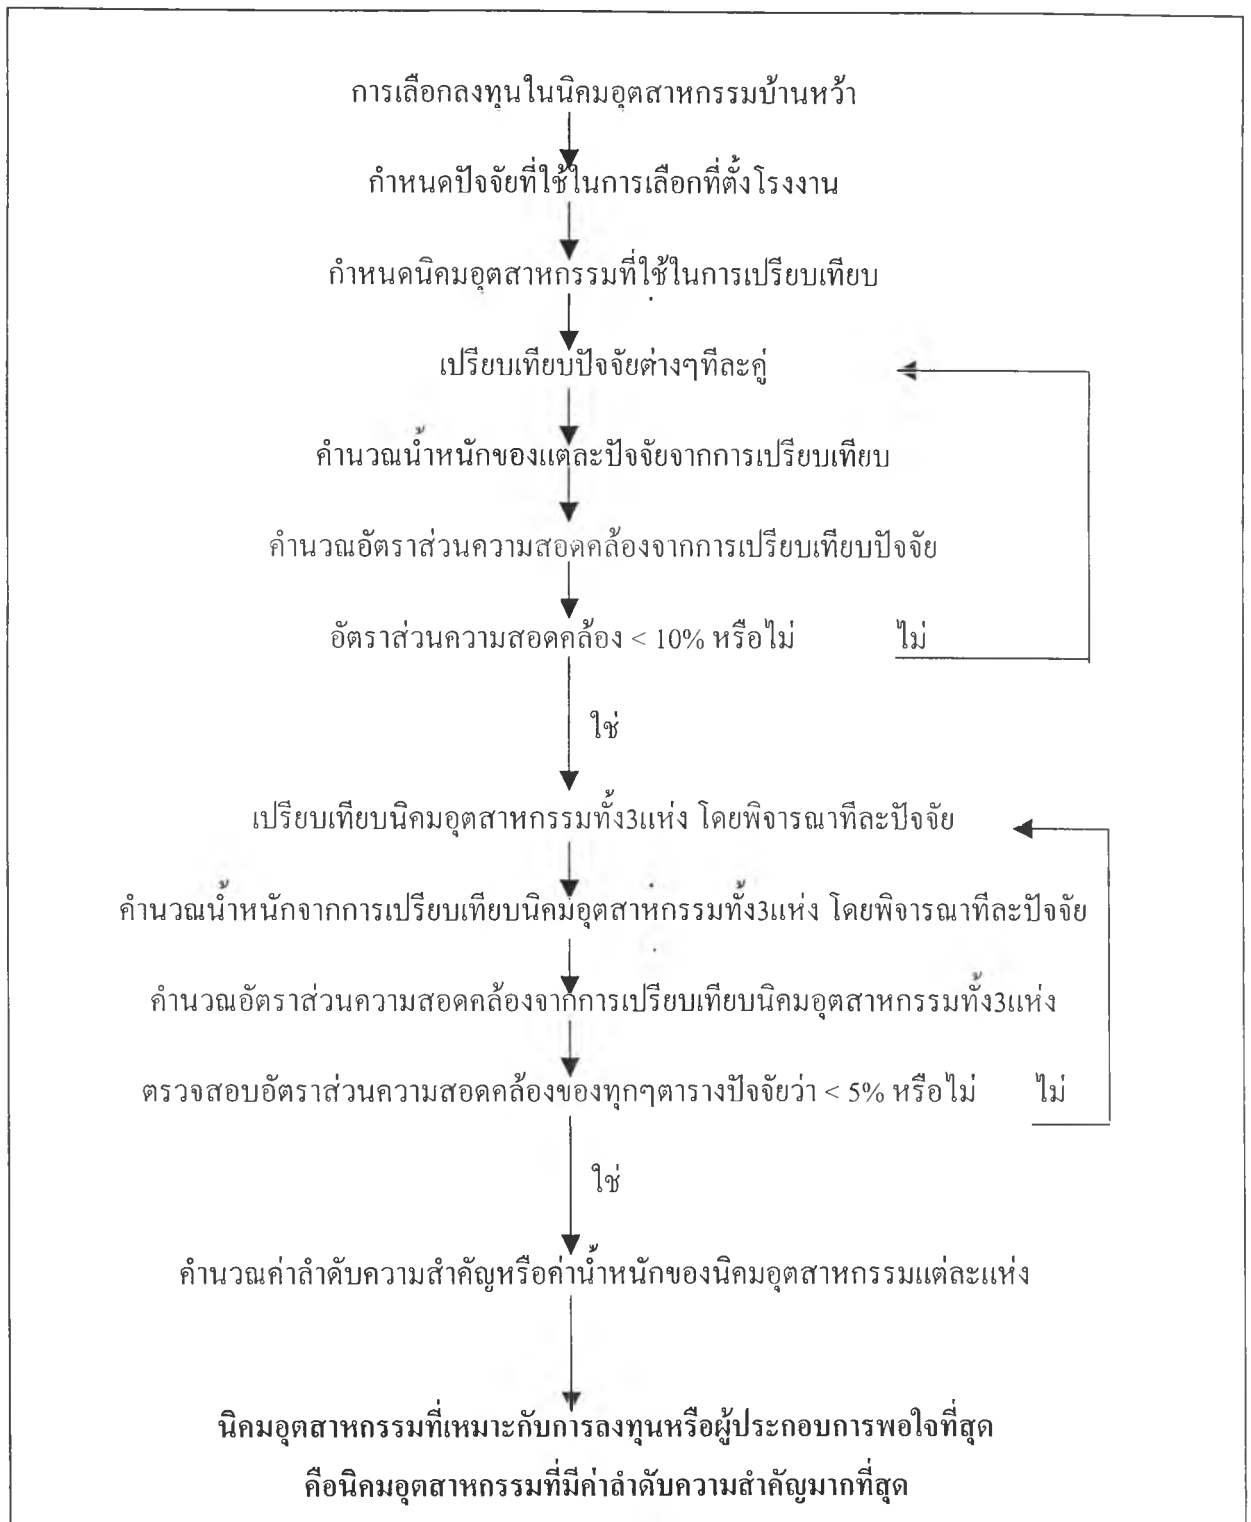 การเลือกลงทุนในนิคมอุตสาหกรรมบ้านหว้า
กำหนดปัจจัยที่ใช้ในการเลือกที่ตั้งโรงงาน
กำหนดนิคมอุตสาหกรรมที่ใช้ในการเปรียบเทียบ
เปรียบเทียบปัจจัยต่างๆทีละคู่
คำนวณน้ำหนักของแต่ละปัจจัยจากการเปรียบเทียบ
คำนวณอัตราส่วนความสอดคล้องจากการเปรียบเทียบปัจจัย
อัตราส่วนความสอดคล้อง < 10% หรือไม่ ไม่
ใช่
เปรียบเทียบนิคมอุตสาหกรรมทั้ง3แห่ง โดยพิจารณาทีละปัจจัย
คำนวณน้ำหนักจากการเปรียบเทียบนิคมอุตสาหกรรมทั้ง3แห่ง โดยพิจารณาทีละปัจจัย
คำนวณอัตราส่วนความสอดคล้องจากการเปรียบเทียบนิคมอุตสาหกรรมทั้ง3แห่ง
ตรวจสอบอัตราส่วนความสอดคล้องของทุกๆตารางปัจจัยว่า < 5% หรือไม่ ไม่
ใช่
คำนวณค่าลำดับความสำคัญหรือค่าน้ำหนักของนิคมอุตสาหกรรมแต่ละแห่ง
นิคมอุตสาหกรรมที่เหมาะกับการลงทุนหรือผู้ประกอบการพอใจที่สุด
คือนิคมอุตสาหกรรมที่มีค่าลำดับความสำคัญมากที่สุด